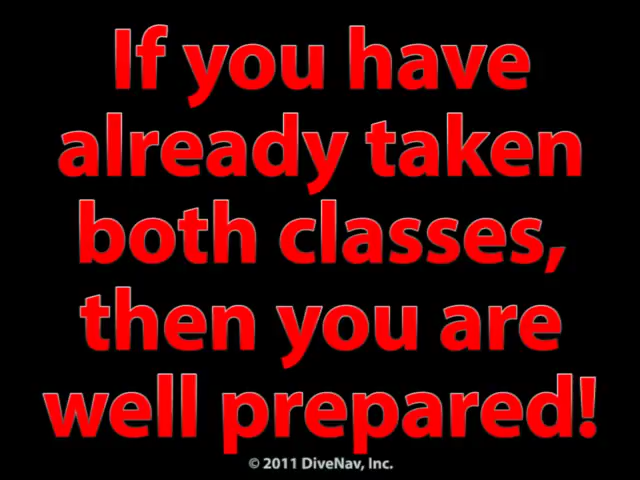 If you have
already taken
both classes,
then you are
well prepared!
© 2011 DiveNav, Inc.